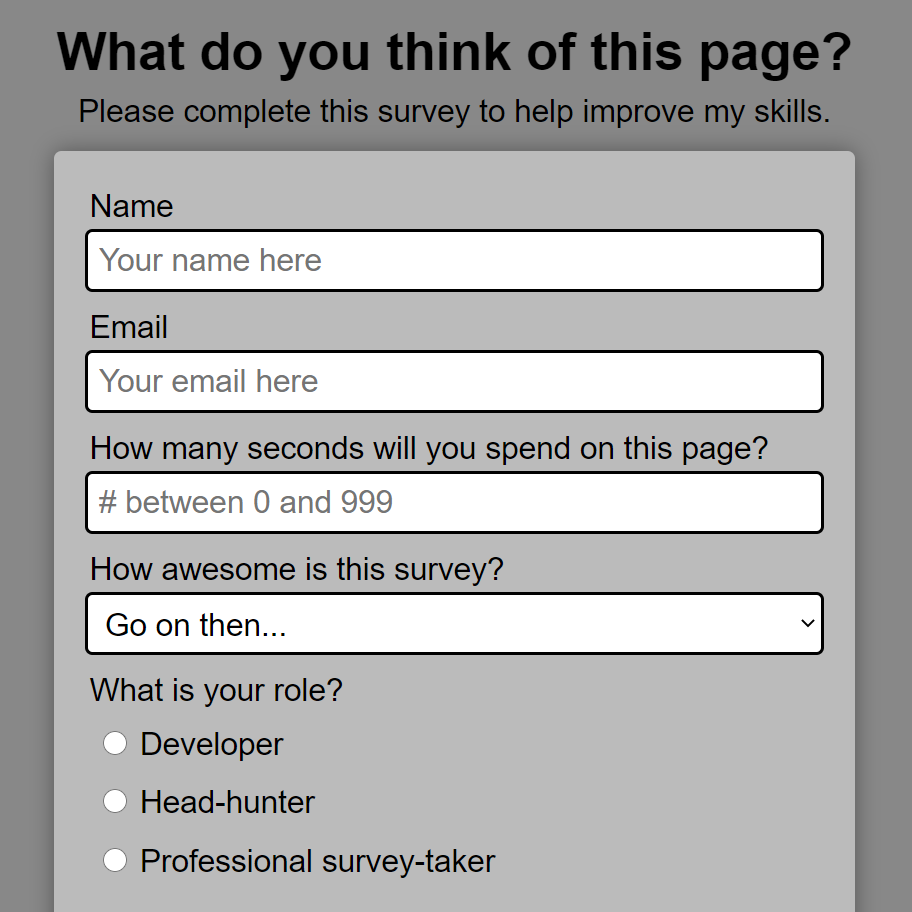 What do you think of this page?
Please complete this survey to help improve my skills.
Name
Your name here
Email
Your email here
How many seconds will you spend on this page?
# between 0 and 999
How awesome is this survey?
Go on then...
What is your role?
Developer
Head-hunter
Professional survey-taker